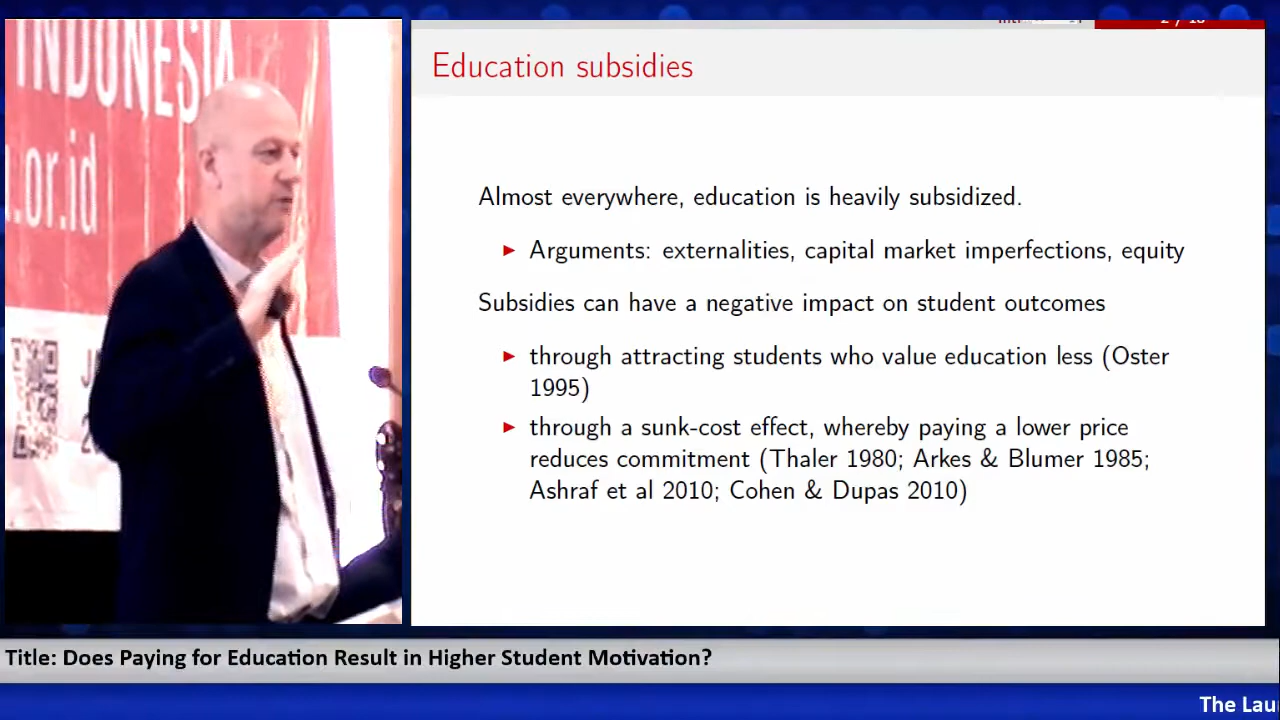 INDONESIA
.or.id
2 / 18
Education subsidies
Almost everywhere, education is heavily subsidized.
▶ Arguments: externalities, capital market imperfections, equity
Subsidies can have a negative impact on student outcomes
▶ through attracting students who value education less (Oster
1995)
▶ through a sunk-cost effect, whereby paying a lower price
reduces commitment (Thaler 1980; Arkes & Blumer 1985;
Ashraf et al 2010; Cohen & Dupas 2010)
Title: Does Paying for Education Result in Higher Student Motivation?
The Lau